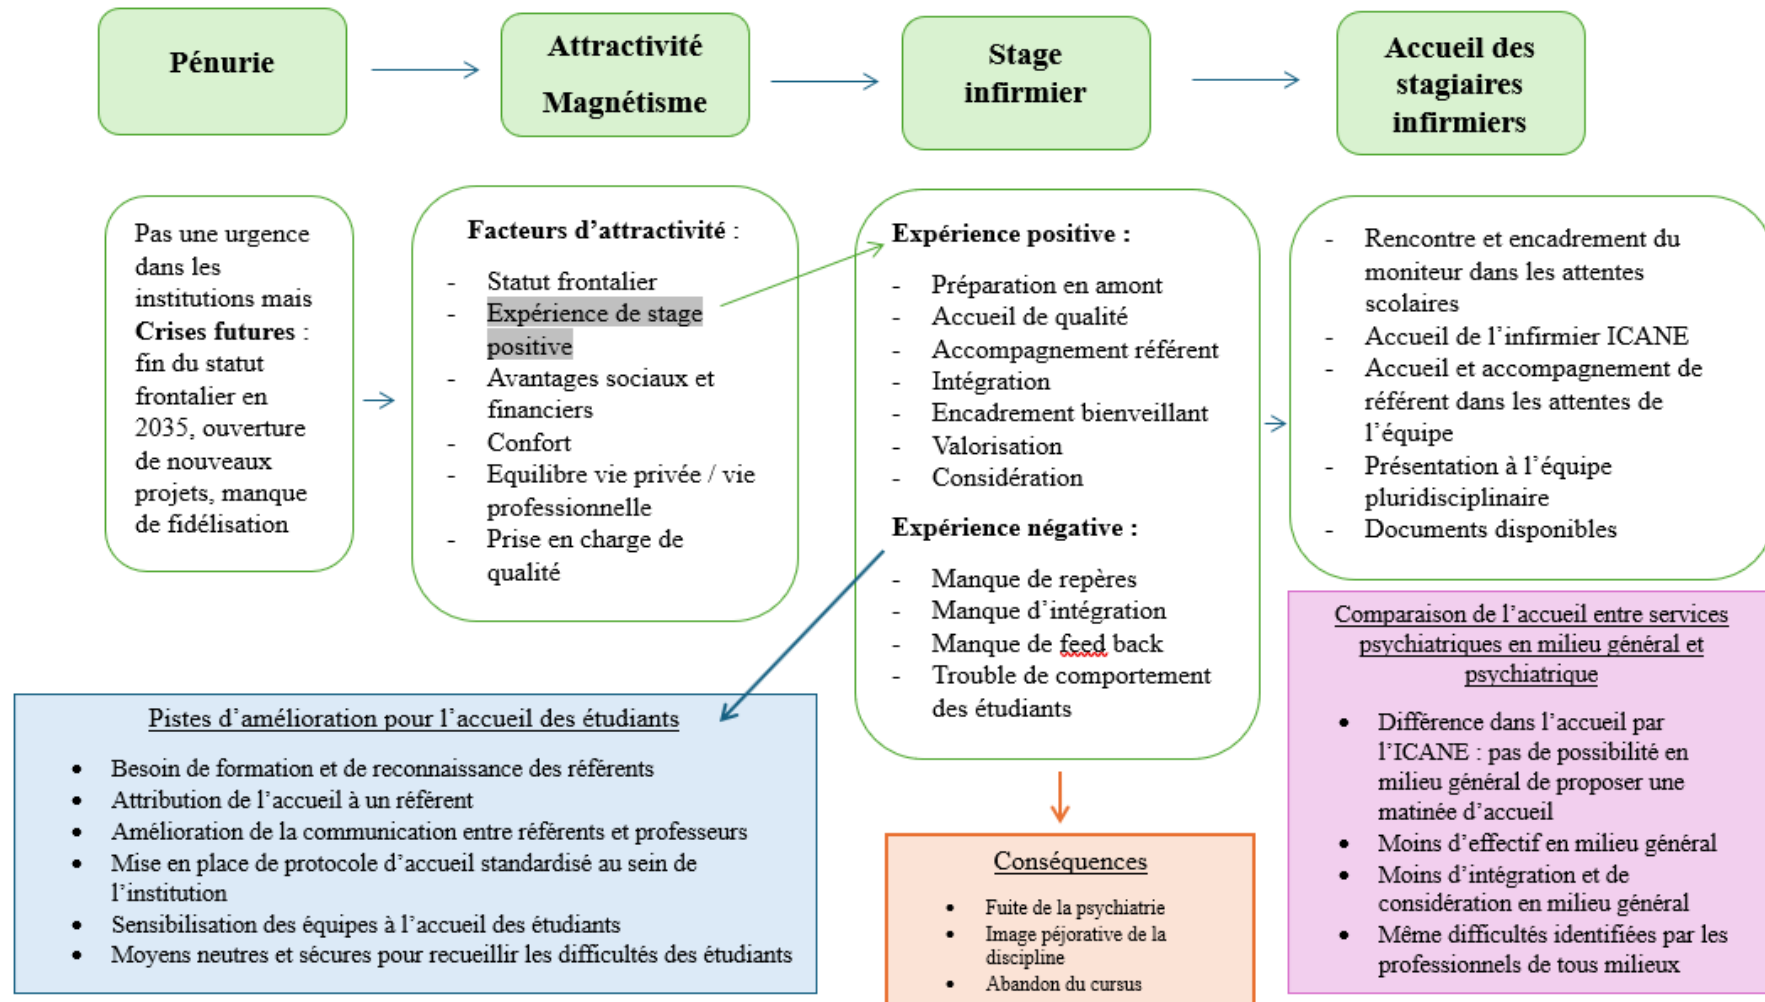 Pénurie
Attractivité
Magnétisme
Stage
infirmier
Accueil des
stagiaires
infirmiers
Pas une urgence
dans les
institutions mais
Crises futures :
fin du statut
frontalier en
2035, ouverture
de nouveaux
projets, manque
de fidélisation
Facteurs d’attractivité :
- Statut frontalier
- Expérience de stage
positive
- Avantages sociaux et
financiers
- Confort
- Equilibre vie privée / vie
professionnelle
- Prise en charge de
qualité
Expérience positive :
- Préparation en amont
- Accueil de qualité
- Accompagnement référent
- Intégration
- Encadrement bienveillant
- Valorisation
- Considération
Expérience négative :
- Manque de repères
- Manque d’intégration
- Manque de feed back
- Trouble de comportement
des étudiants
- Rencontre et encadrement du
moniteur dans les attentes
scolaires
- Accueil de l’infirmier ICANE
- Accueil et accompagnement de
référent dans les attentes de
l’équipe
- Présentation à l’équipe
pluridisciplinaire
- Documents disponibles
Pistes d’amélioration pour l’accueil des étudiants
• Besoin de formation et de reconnaissance des référents
• Attribution de l’accueil à un référent
• Amélioration de la communication entre référents et professeurs
• Mise en place de protocole d’accueil standardisé au sein de
l’institution
• Sensibilisation des équipes à l’accueil des étudiants
• Moyens neutres et sécures pour recueillir les difficultés des étudiants
Conséquences
• Fuite de la psychiatrie
• Image péjorative de la
discipline
• Abandon du cursus
Comparaison de l’accueil entre services
psychiatriques en milieu général et
psychiatrique
• Différence dans l’accueil par
l’ICANE : pas de possibilité en
milieu général de proposer une
matinée d’accueil
• Moins d’effectif en milieu général
• Moins d’intégration et de
considération en milieu général
• Même difficultés identifiées par les
professionnels de tous milieux